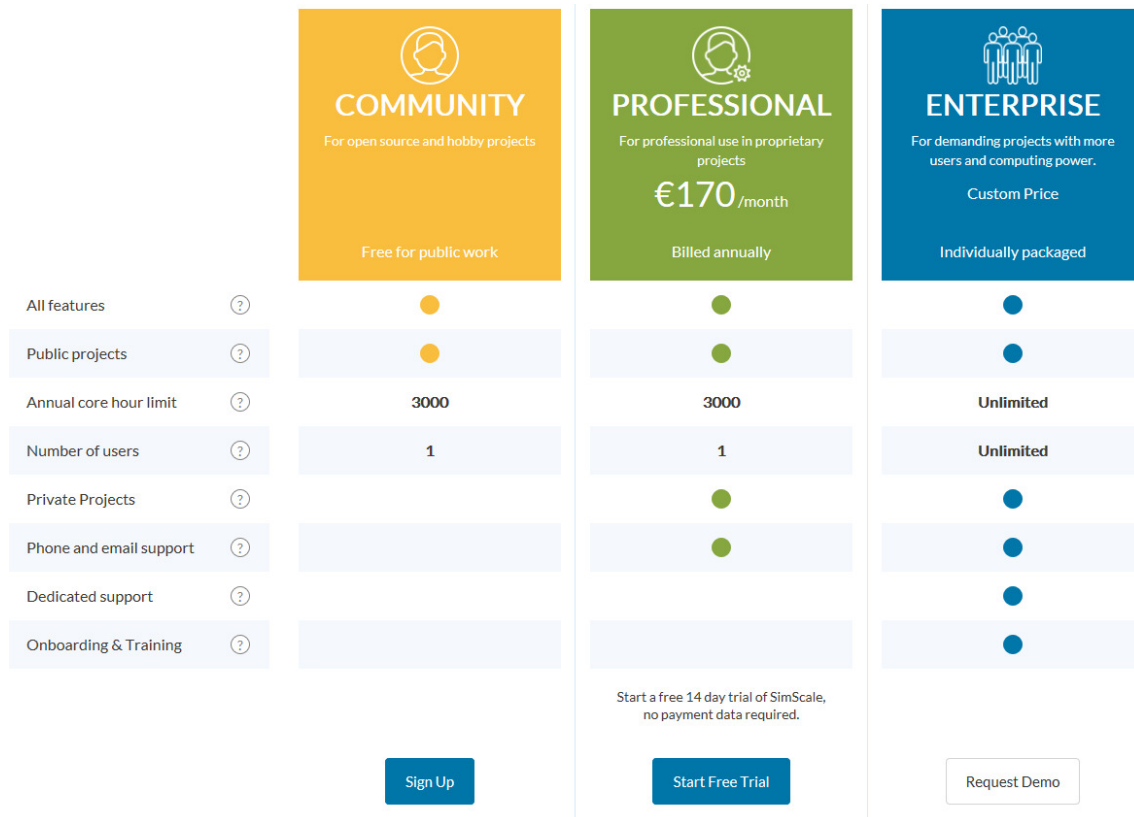 COMMUNITY
For open source and hobby projects
Free for public work
PROFESSIONAL
For professional use in proprietary
projects
€170 /month
Billed annually
ENTERPRISE
For demanding projects with more
users and computing power.
Custom Price
Individually packaged
All features ?
Public projects ?
Annual core hour limit ? 3000 3000 Unlimited
Number of users ? 1 1 Unlimited
Private Projects ?
Phone and email support ?
Dedicated support ?
Onboarding & Training ?
Start a free 14 day trial of SimScale,
no payment data required.
Sign Up Start Free Trial Request Demo